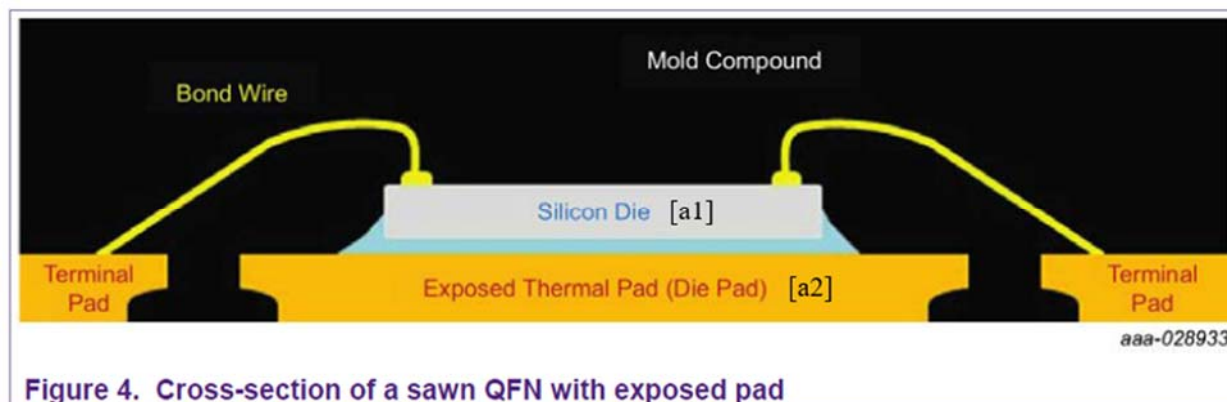 Mold Compound
Bond Wire
Silicon Die [a1]
Terminal
Pad
Exposed Thermal Pad (Die Pad) [a2]
Terminal
Pad
aaa-028933
Figure 4. Cross-section of a sawn QFN with exposed pad